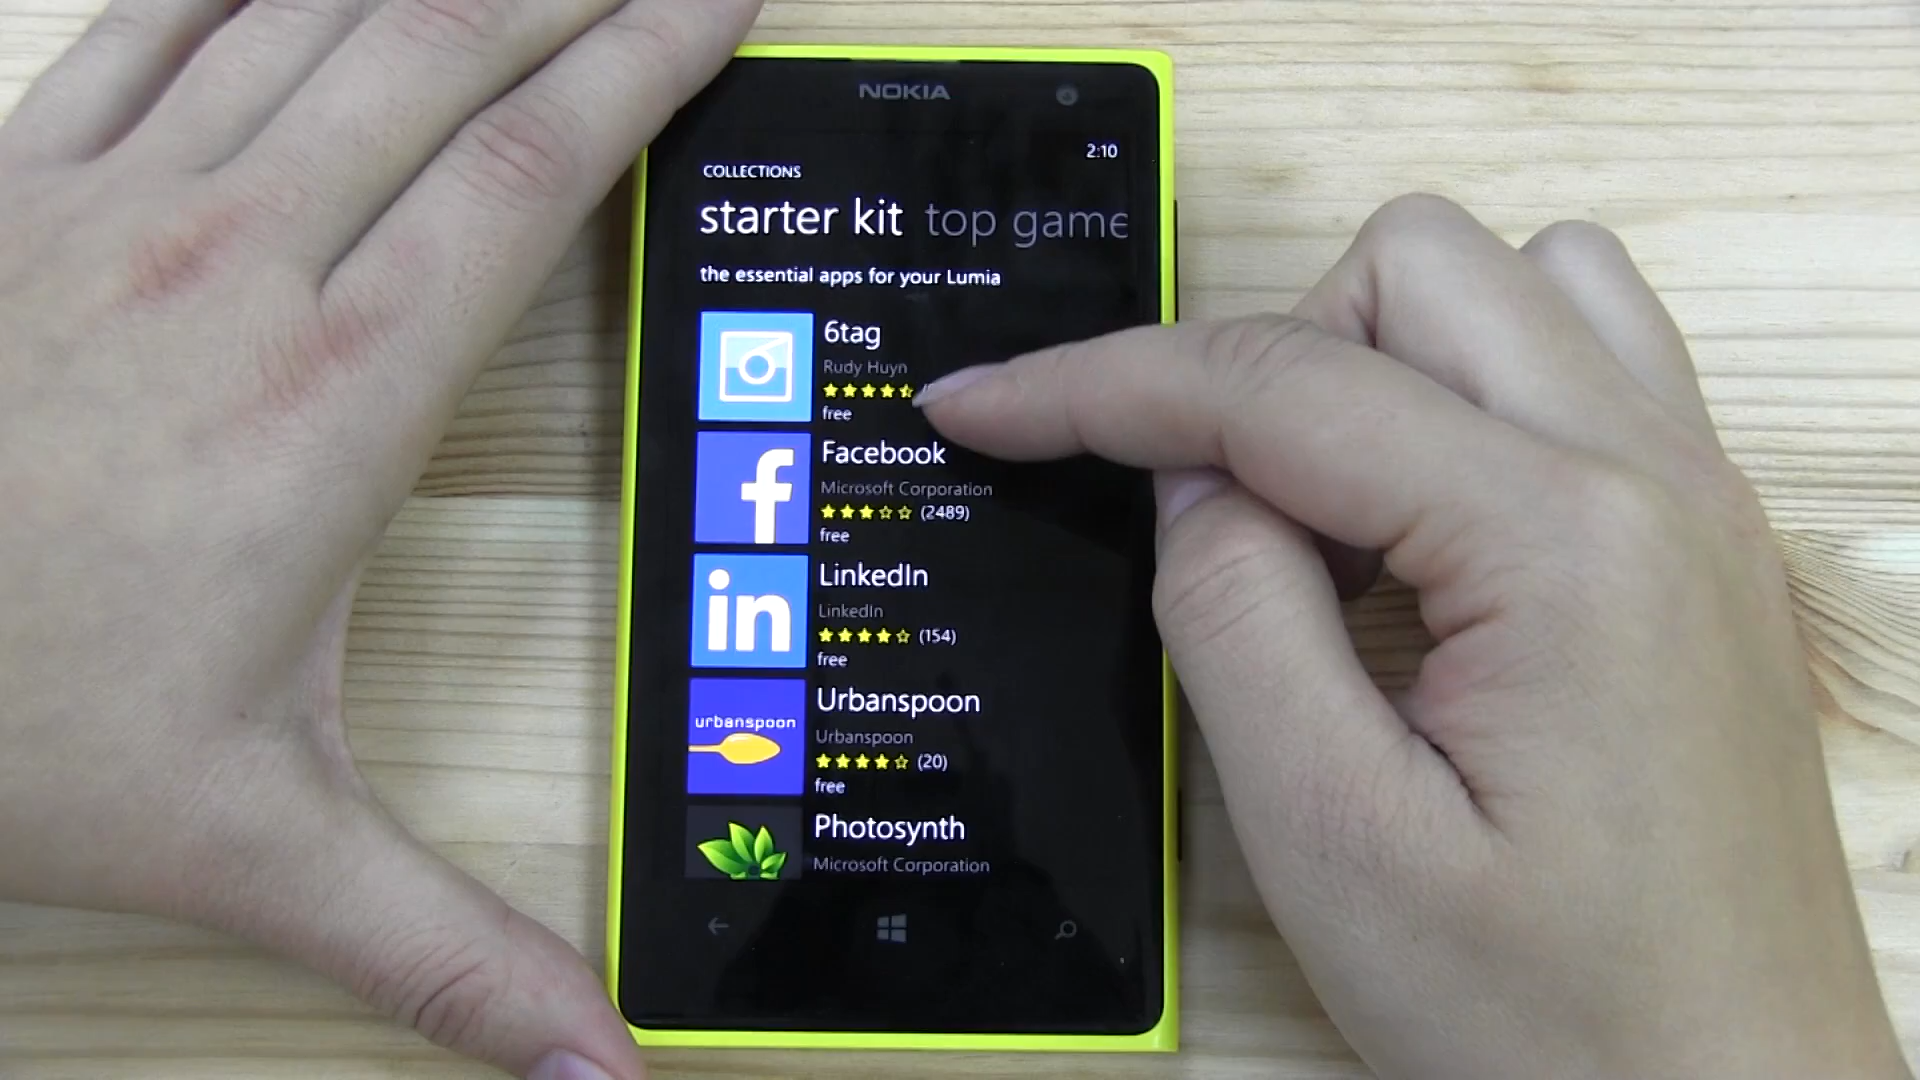 NOKIA
2:10
COLLECTIONS
starter kit top game
the essential apps for your Lumia
6tag
Rudy Huyn
free
Facebook
Microsoft Corporation
(2489)
free
in
LinkedIn
LinkedIn
(154)
free
urbanspoon
Urbanspoon
Urbanspoon
(20)
free
Photosynth
Microsoft Corporation